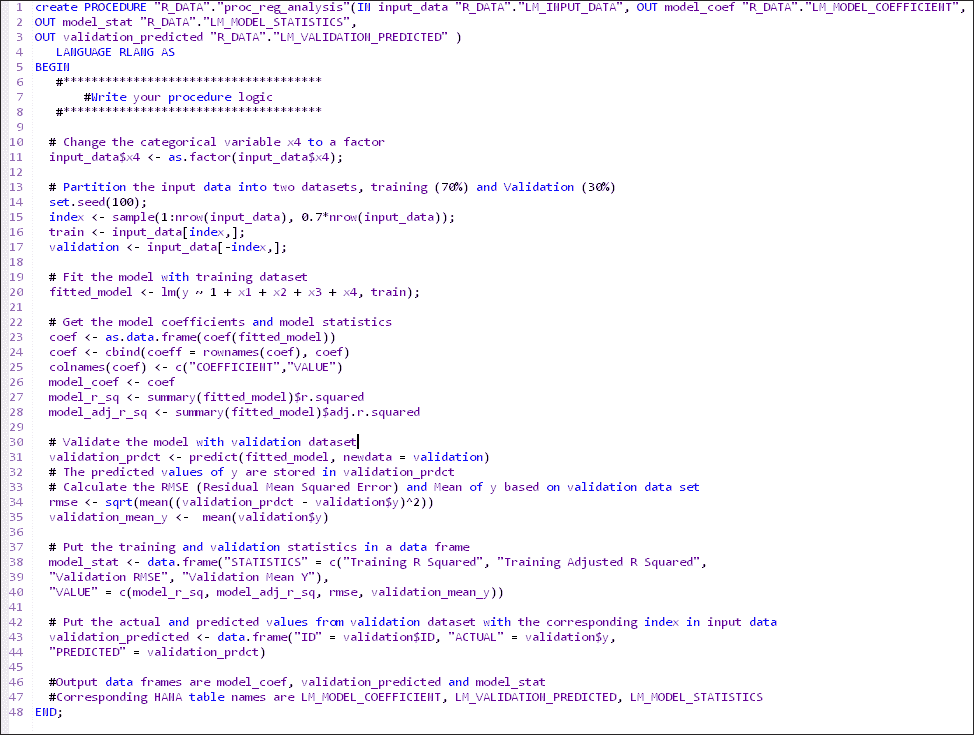 1 create PROCEDURE "R_DATA"."proc_reg_analysis"(IN input_data "R_DATA"."LM_INPUT_DATA", OUT model_coef "R_DATA"."LM_MODEL_COEFFICIENT",
2 OUT model_stat "R_DATA"."LM_MODEL_STATISTICS",
3 OUT validation_predicted "R_DATA"."LM_VALIDATION_PREDICTED" )
4 LANGUAGE RLANG AS
5 BEGIN
6 #*************************************
7 #Write your procedure logic
8 #*************************************
9
10 # Change the categorical variable x4 to a factor
11 input_data$x4 <- as.factor(input_data$x4);
12
13 # Partition the input data into two datasets, training (70%) and Validation (30%)
14 set.seed(100);
15 index <- sample(1:nrow(input_data), 0.7*nrow(input_data));
16 train <- input_data[index,];
17 validation <- input_data[-index,];
18
19 # Fit the model with training dataset
20 fitted_model <- lm(y ~ 1 + x1 + x2 + x3 + x4, train);
21
22 # Get the model coefficients and model statistics
23 coef <- as.data.frame(coef(fitted_model))
24 coef <- cbind(coeff = rownames(coef), coef)
25 colnames(coef) <- c("COEFFICIENT","VALUE")
26 model_coef <- coef
27 model_r_sq <- summary(fitted_model)$r.squared
28 model_adj_r_sq <- summary(fitted_model)$adj.r.squared
29
30 # Validate the model with validation dataset
31 validation_prdct <- predict(fitted_model, newdata = validation)
32 # The predicted values of y are stored in validation_prdct
33 # Calculate the RMSE (Residual Mean Squared Error) and Mean of y based on validation data set
34 rmse <- sqrt(mean((validation_prdct - validation$y)^2))
35 validation_mean_y <-  mean(validation$y)
36
37 # Put the training and validation statistics in a data frame
38 model_stat <- data.frame("STATISTICS" = c("Training R Squared", "Training Adjusted R Squared",
39 "Validation RMSE", "Validation Mean Y"),
40 "VALUE" = c(model_r_sq, model_adj_r_sq, rmse, validation_mean_y))
41
42 # Put the actual and predicted values from validation dataset with the corresponding index in input data
43 validation_predicted <- data.frame("ID" = validation$ID, "ACTUAL" = validation$y,
44 "PREDICTED" = validation_prdct)
45
46 #Output data frames are model_coef, validation_predicted and model_stat
47 #Corresponding HANA table names are LM_MODEL_COEFFICIENT, LM_VALIDATION_PREDICTED, LM_MODEL_STATISTICS
48 END;